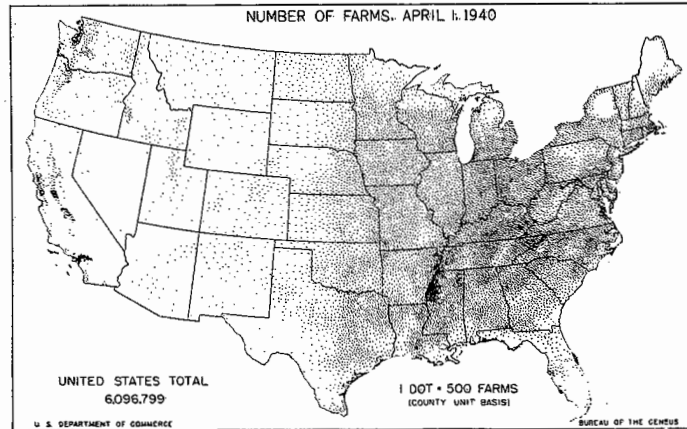 NUMBER OF FARMS, APRIL 1, 1940
UNITED STATES TOTAL
6,096,799
1 DOT = 500 FARMS
(COUNTY UNIT BASIS)
U. S. DEPARTMENT OF COMMERCE
BUREAU OF THE CENSUS